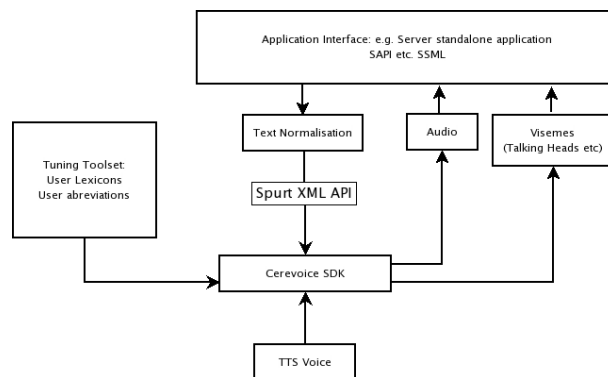 Application Interface: e.g. Server standalone application
SAPI etc. SSML
Text Normalisation
Audio
Visemes
(Talking Heads etc)
Tuning Toolset:
User Lexicons
User abreviations
Spurt XML API
Cerevoice SDK
TTS Voice